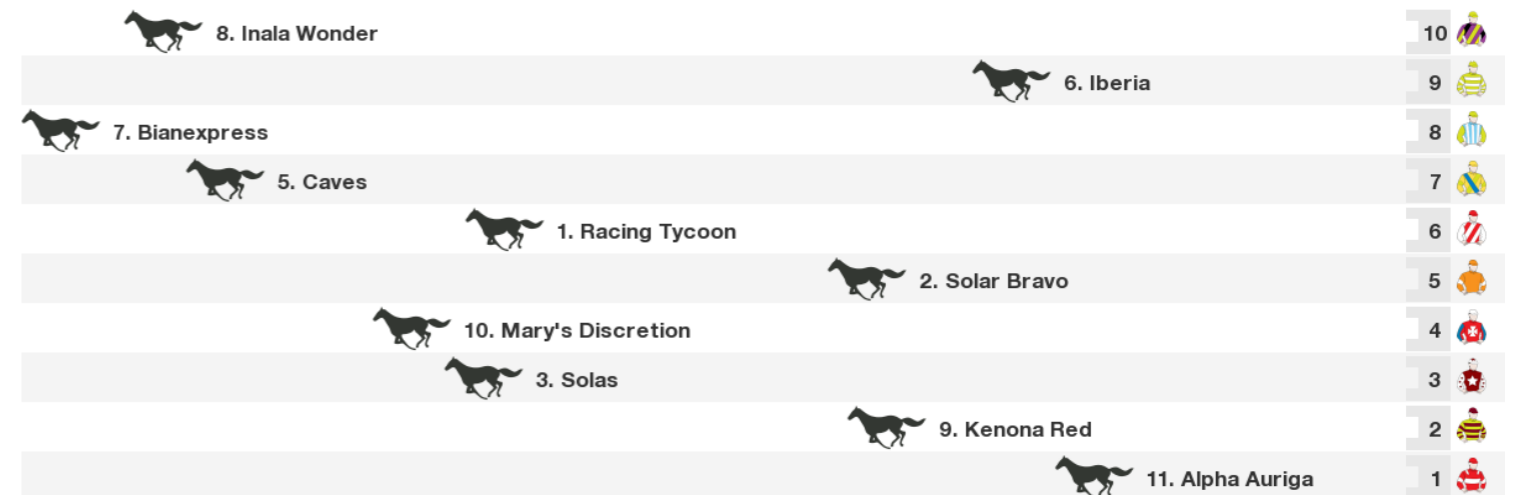 8. Inala Wonder 10
6. Iberia 9
7. Bianexpress 8
5. Caves 7
1. Racing Tycoon 6
2. Solar Bravo 5
10. Mary's Discretion 4
3. Solas 3
9. Kenona Red 2
11. Alpha Auriga 1